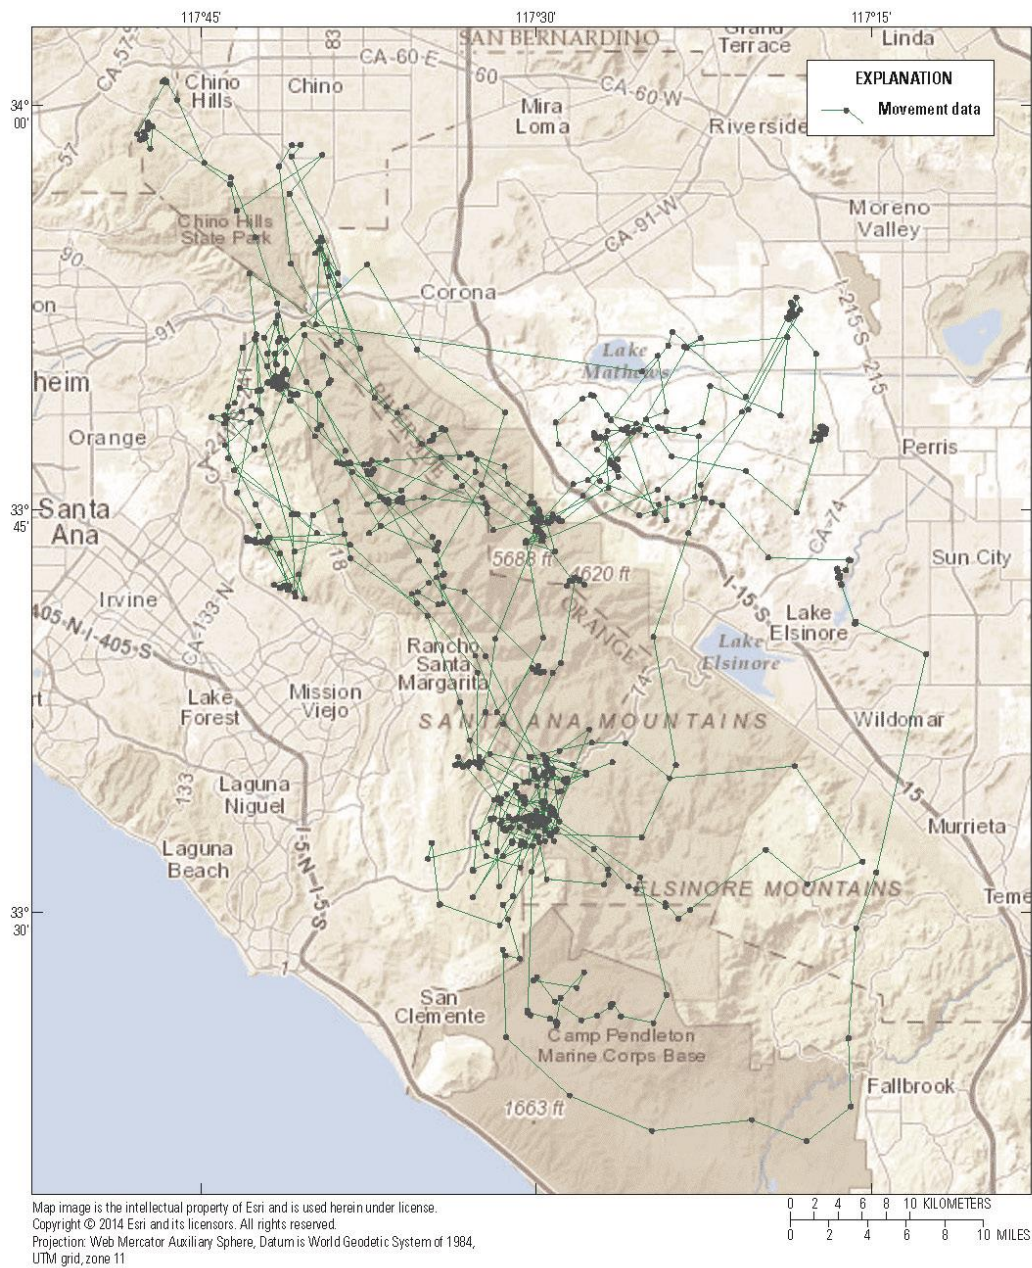 117°45'
117°30'
117°15'
34°
00'
33°
45'
33°
30'
EXPLANATION
Movement data
SAN BERNARDINO
Grand
Terrace
Linda
CA-57-S
83
CA-60-E
60
CA-60-W
Chino
Hills
Chino
Mira
Loma
Riverside
57
CA-91-W
Moreno
Valley
Chino Hills
State Park
90
I-215-S
215
on
Corona
91
Lake
Mathews
heim
RIVERSIDE
Orange
Perris
Santa
Ana
CA-74
5688 ft
4620 ft
Sun City
18
I-15-S
Irvine
CA-133-N
405-N-I-405-S
ORANGE
Lake
Elsinore
Rancho
Santa
Margarita
Lake
Elsinore
74
rt
Lake
Forest
Mission
Viejo
SANTA ANA MOUNTAINS
Wildomar
133
Laguna
Niguel
15
I-5-N-I-5-S
Murrieta
Laguna
Beach
ELSINORE MOUNTAINS
Teme
1
San
Clemente
Camp Pendleton
Marine Corps Base
1663 ft
Fallbrook
0 2 4 6 8 10 KILOMETERS
0 2 4 6 8 10 MILES
Map image is the intellectual property of Esri and is used herein under license.
Copyright © 2014 Esri and its licensors. All rights reserved.
Projection: Web Mercator Auxiliary Sphere, Datum is World Geodetic System of 1984,
UTM grid, zone 11